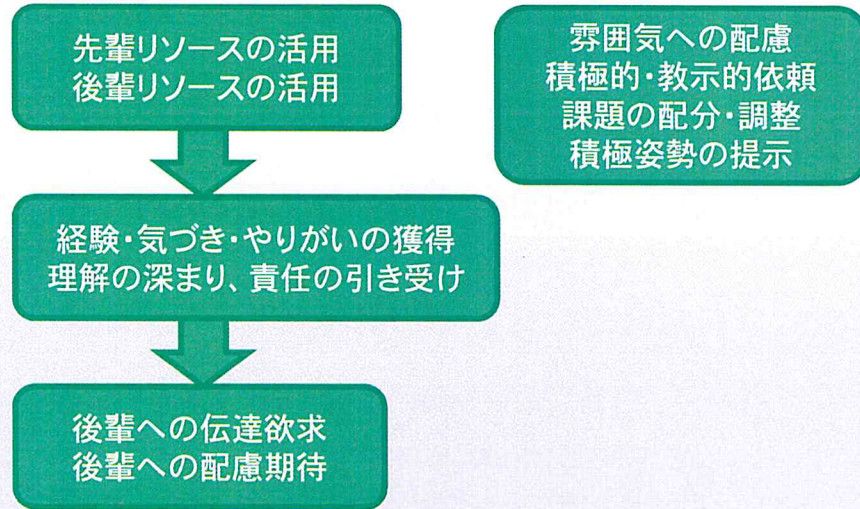 先輩リソースの活用
後輩リソースの活用
雰囲気への配慮
積極的・教示的依頼
課題の配分・調整
積極姿勢の提示
経験・気づき・やりがいの獲得
理解の深まり、責任の引き受け
後輩への伝達欲求
後輩への配慮期待